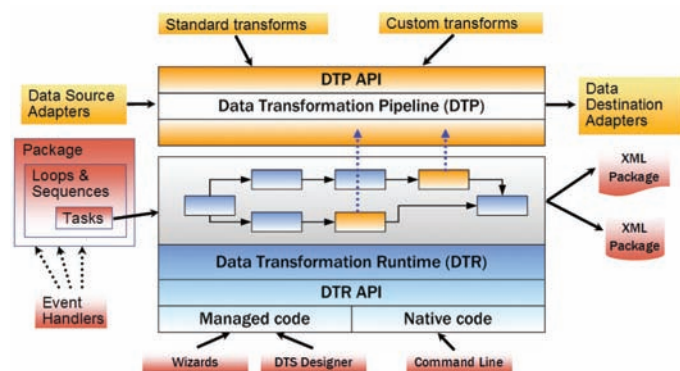 Standard transforms
Custom transforms
DTP API
Data Source
Adapters
Data Transformation Pipeline (DTP)
Data
Destination
Adapters
Package
Loops &
Sequences
Tasks
XML
Package
XML
Package
Data Transformation Runtime (DTR)
DTR API
Event
Handlers
Managed code
Native code
Wizards
DTS Designer
Command Line